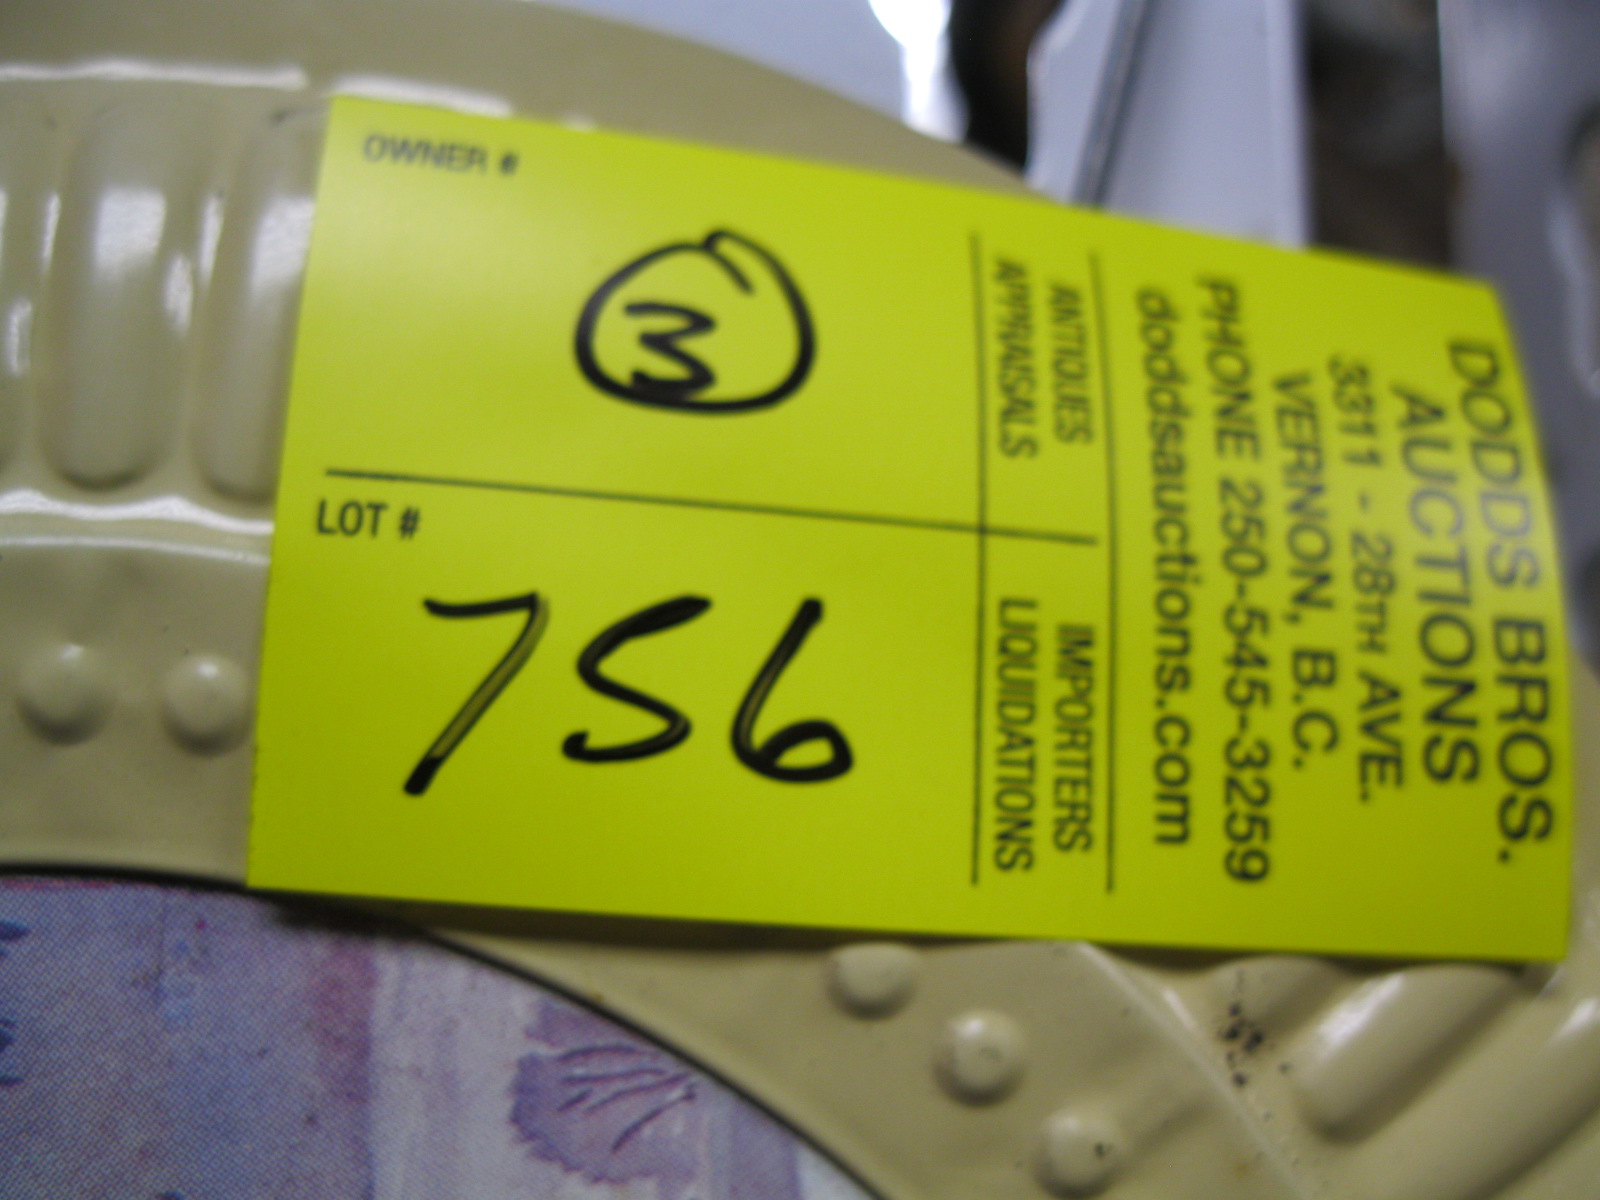 DODDS BROS.
AUCTIONS
3311 - 28TH AVE.
VERNON, B.C.
PHONE 250-545-3259
doddsauctions.com
ANTIQUES
APPRAISALS
IMPORTERS
LIQUIDATIONS
OWNER #
3
LOT #
756